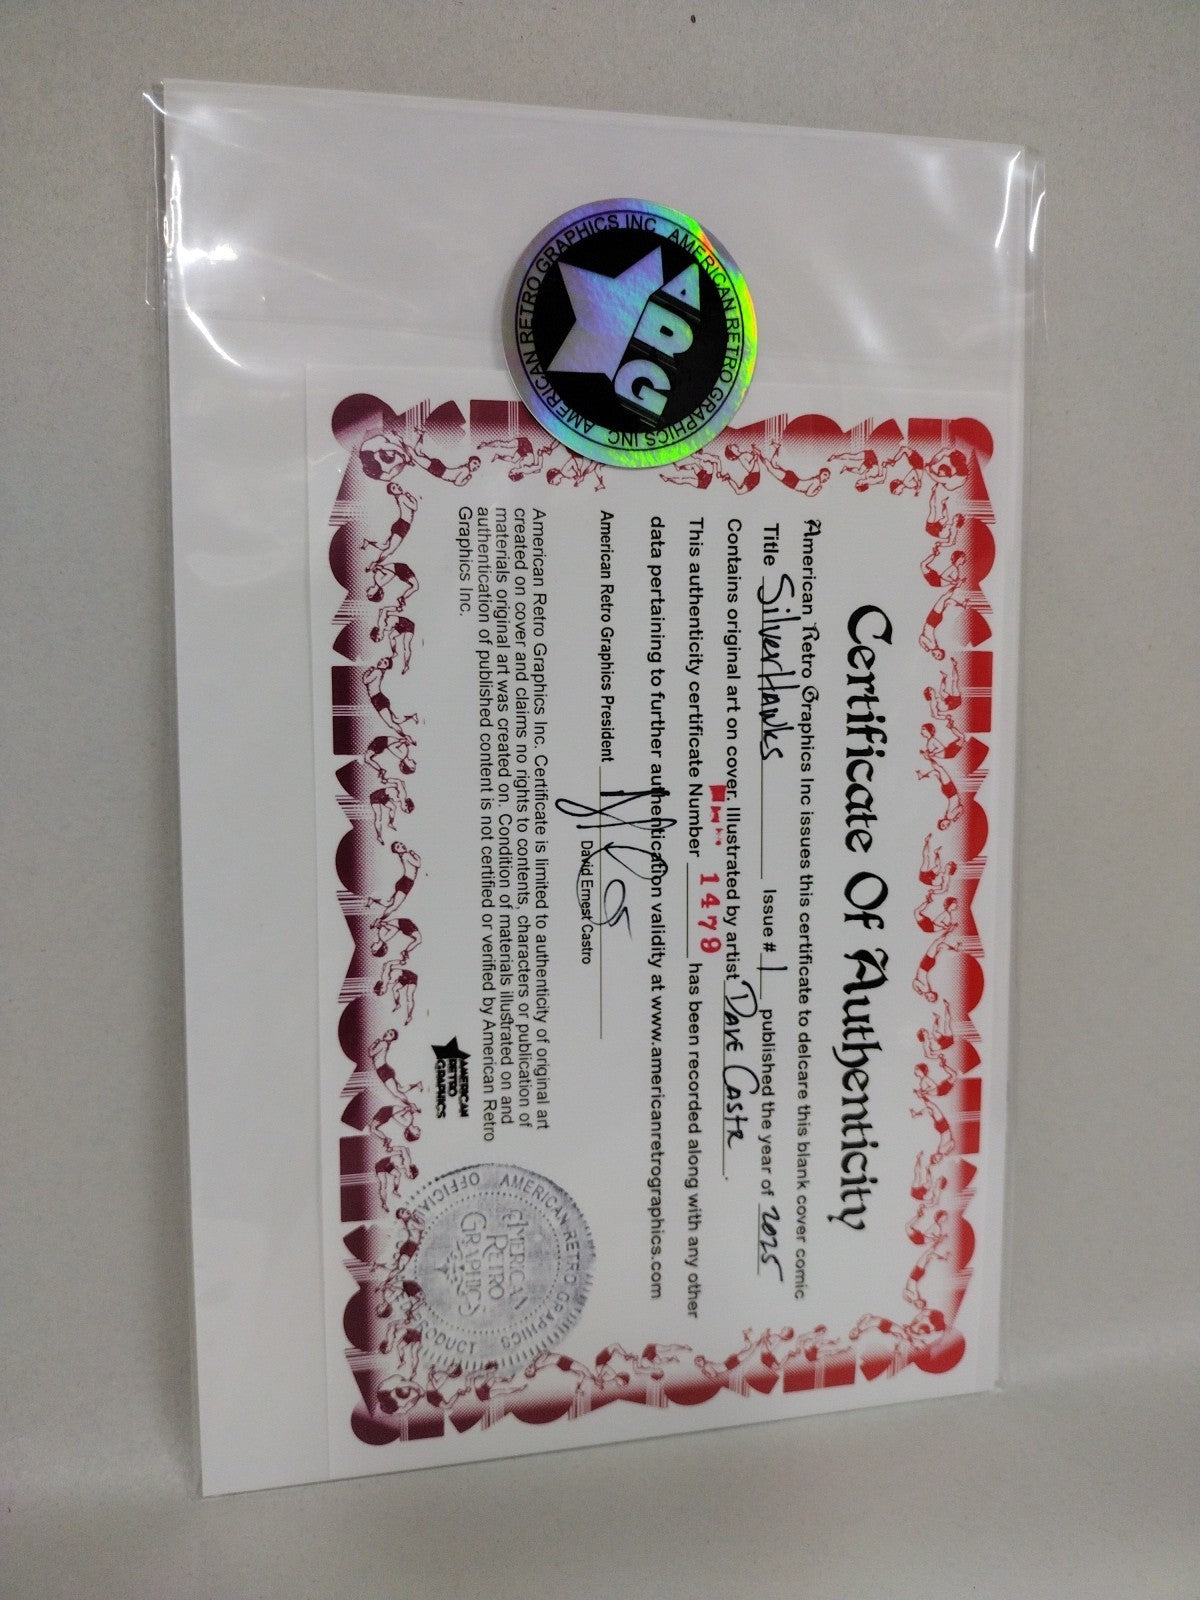 AMERICAN RETRO GRAPHICS INC
AMERICAN RETRO GRAPHICS INC
ARG
Certificate Of Authenticity
American Retro Graphics Inc issues this certificate to delcare this blank cover comic
Title SilverHawks Issue # 1 published the year of 2025
Contains original art on cover. Illustrated by artist Dave Castr.
This authenticity certificate Number 1479 has been recorded along with any other
data pertaining to further authentication validity at www.americanretrographics.com
American Retro Graphics President
David Ernest Castro
American Retro Graphics Inc. Certificate is limited to authenticity of original art
created on cover and claims no rights to contents, characters or publication of
materials original art was created on. Condition of materials illustrated on and
authentication of published content is not certified or verified by American Retro
Graphics Inc.
AMERICAN
RETRO
GRAPHICS
AMERICAN RETRO GRAPHICS
OFFICIAL PRODUCT
AMERICAN
RETRO
GRAPHICS